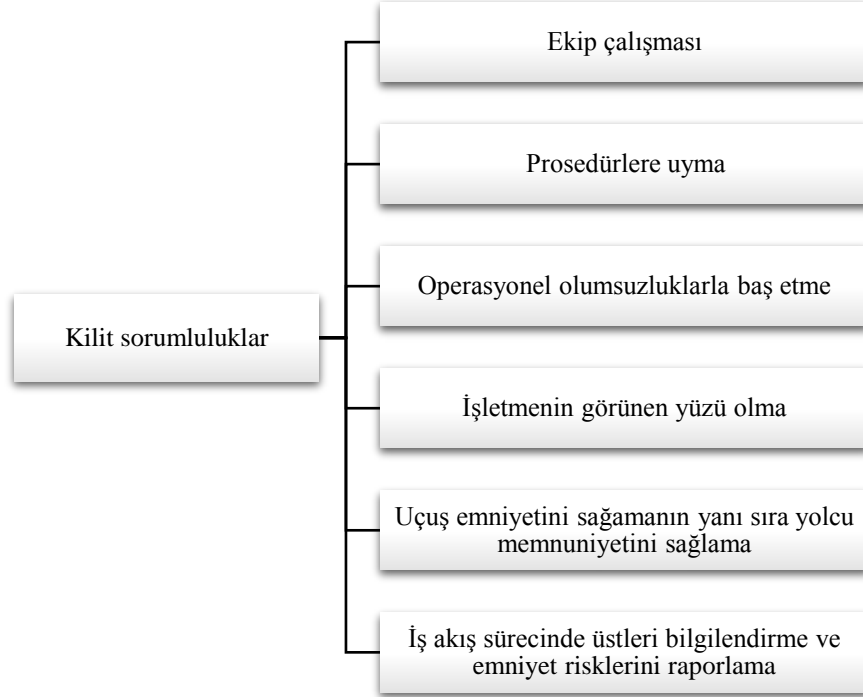 Ekip çalışması
Prosedürlere uyma
Operasyonel olumsuzluklarla baş etme
Kilit sorumluluklar
İşletmenin görünen yüzü olma
Uçuş emniyetini sağamanın yanı sıra yolcu
memnuniyetini sağlama
İş akış sürecinde üstleri bilgilendirme ve
emniyet risklerini raporlama